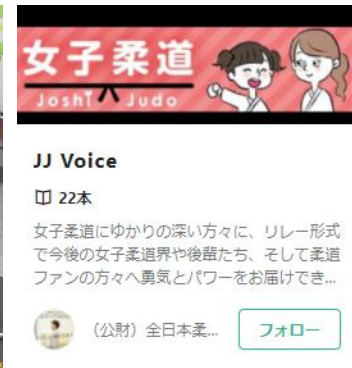 女子柔道
Joshi Judo
JJ Voice
22本
女子柔道にゆかりの深い方々に、リレー形式
で今後の女子柔道界や後輩たち、そして柔道
ファンの方々へ勇気とパワーをお届けでき...
（公財）全日本柔...
フォロー